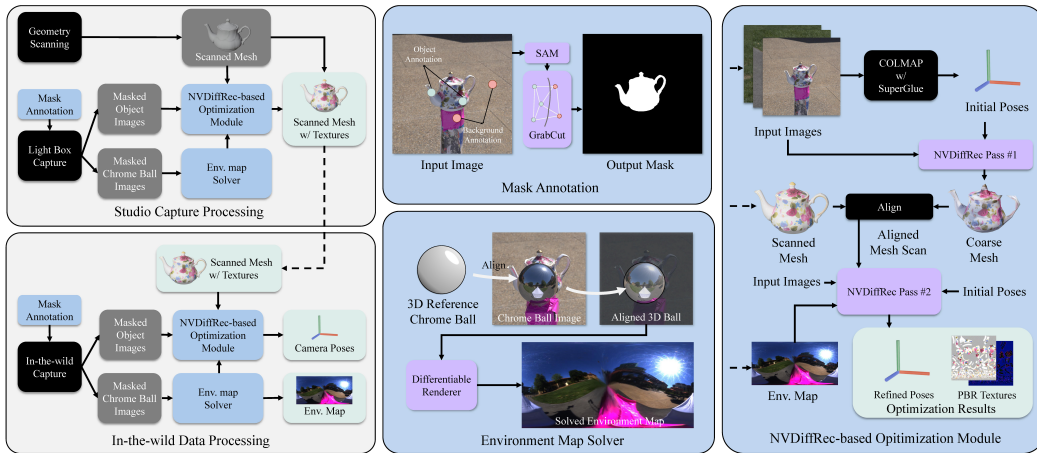 Geometry
Scanning
Scanned Mesh
Mask
Annotation
Masked
Object
Images
NVDiffRec-based
Optimization
Module
Scanned Mesh
w/ Textures
Light Box
Capture
Masked
Chrome Ball
Images
Env. map
Solver
Studio Capture Processing
Scanned Mesh
w/ Textures
Mask
Annotation
Masked
Object
Images
NVDiffRec-based
Optimization
Module
Camera Poses
In-the-wild
Capture
Masked
Chrome Ball
Images
Env. map
Solver
Env. Map
In-the-wild Data Processing
Object
Annotation
Background
Annotation
Input Image
SAM
GrabCut
Output Mask
Mask Annotation
Align
3D Reference
Chrome Ball
Chrome Ball Image
Aligned 3D Ball
Differentiable
Renderer
Solved Environment Map
Environment Map Solver
Input Images
COLMAP
w/
SuperGlue
Initial Poses
NVDiffRec Pass #1
Scanned
Mesh
Align
Coarse
Mesh
Aligned
Mesh Scan
Input Images
NVDiffRec Pass #2
Initial Poses
Env. Map
Refined Poses
PBR Textures
Optimization Results
NVDiffRec-based Opitimization Module